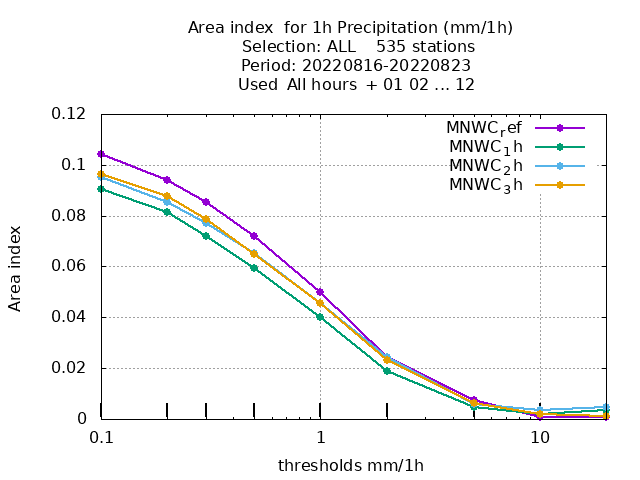 Area index  for 1h Precipitation (mm/1h)
Selection: ALL    535 stations
Period: 20220816-20220823
Used  All hours  + 01 02 ... 12
0.12
0.1
0.08
0.06
0.04
0.02
0
Area index
MNWC_ref
MNWC_1h
MNWC_2h
MNWC_3h
0.1 1 10
thresholds mm/1h